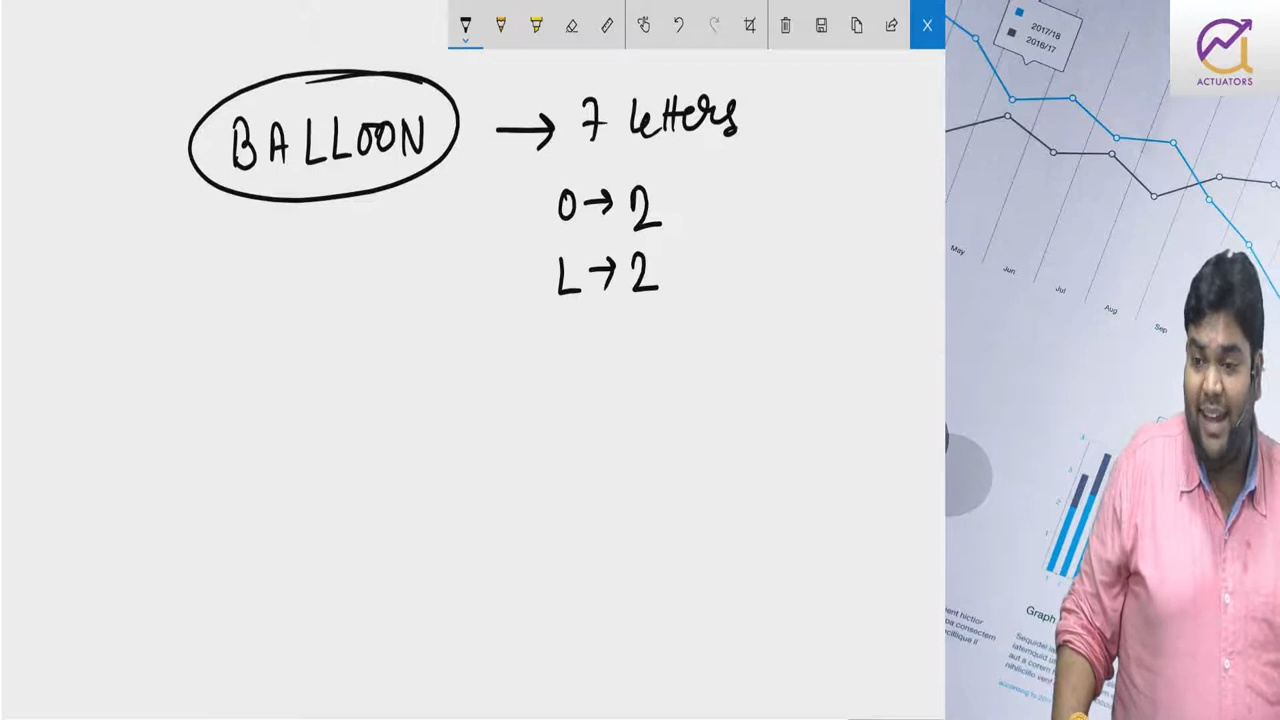 BALLOON → 7 letters
O → 2
L → 2
2017/18
2016/17
ACTUATORS
May
Jun
Jul
Aug
Sep
Graph